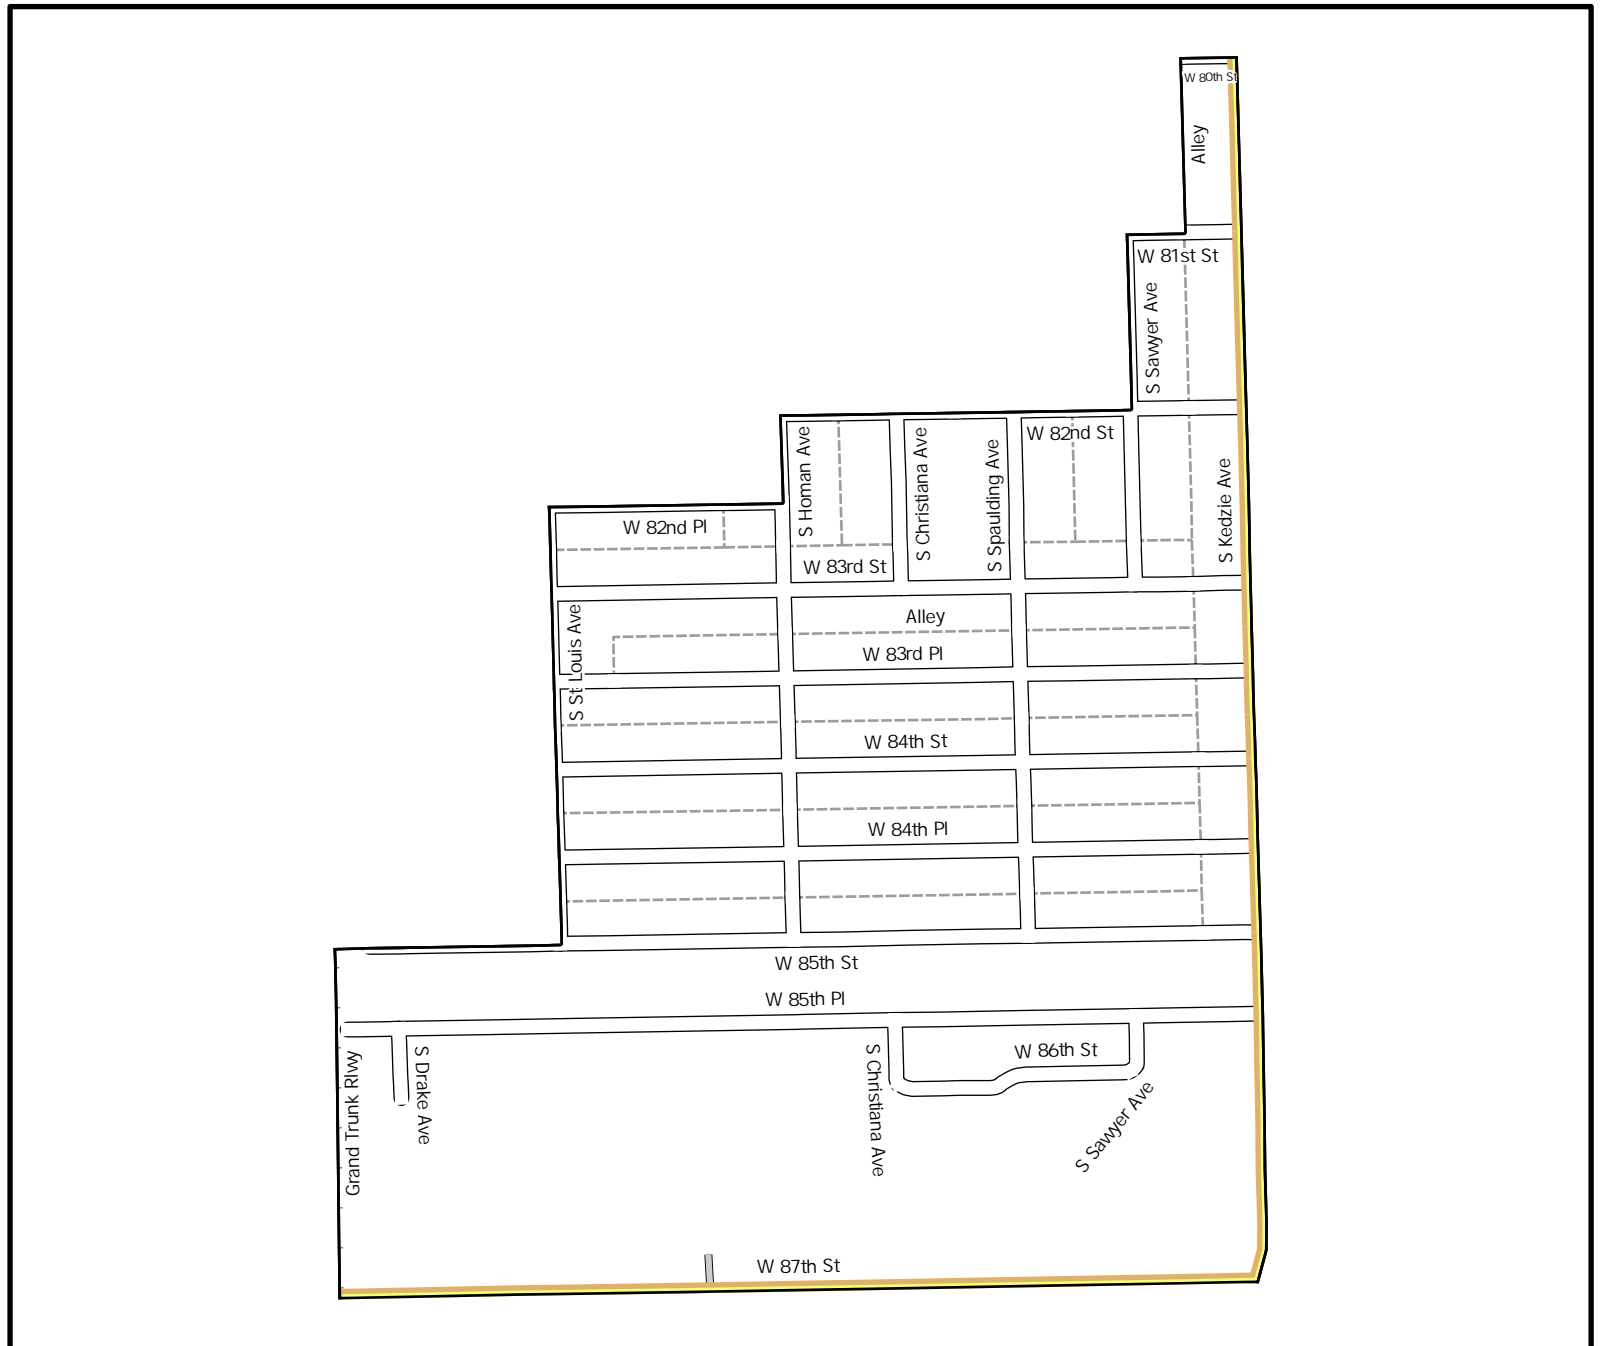 W 80th St
Alley
W 81st St
S Sawyer Ave
W 82nd St
S Homan Ave
S Christiana Ave
S Spaulding Ave
S Kedzie Ave
W 82nd Pl
W 83rd St
S St Louis Ave
Alley
W 83rd Pl
W 84th St
W 84th Pl
W 85th St
W 85th Pl
Grand Trunk Rlwy
S Drake Ave
S Christiana Ave
W 86th St
S Sawyer Ave
W 87th St